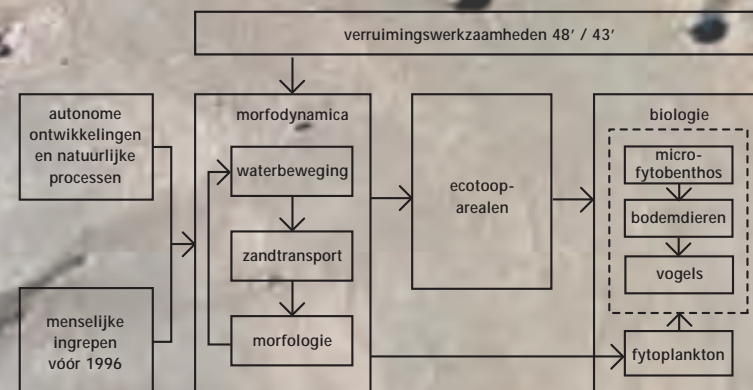 verruimingswerkzaamheden 48' / 43'
autonome
ontwikkelingen
en natuurlijke
processen
menselijke
ingrepen
vóór 1996
morfodynamica
waterbeweging
zandtransport
morfologie
ecotoop-
arealen
biologie
micro-
fytobenthos
bodemdieren
vogels
fytoplankton